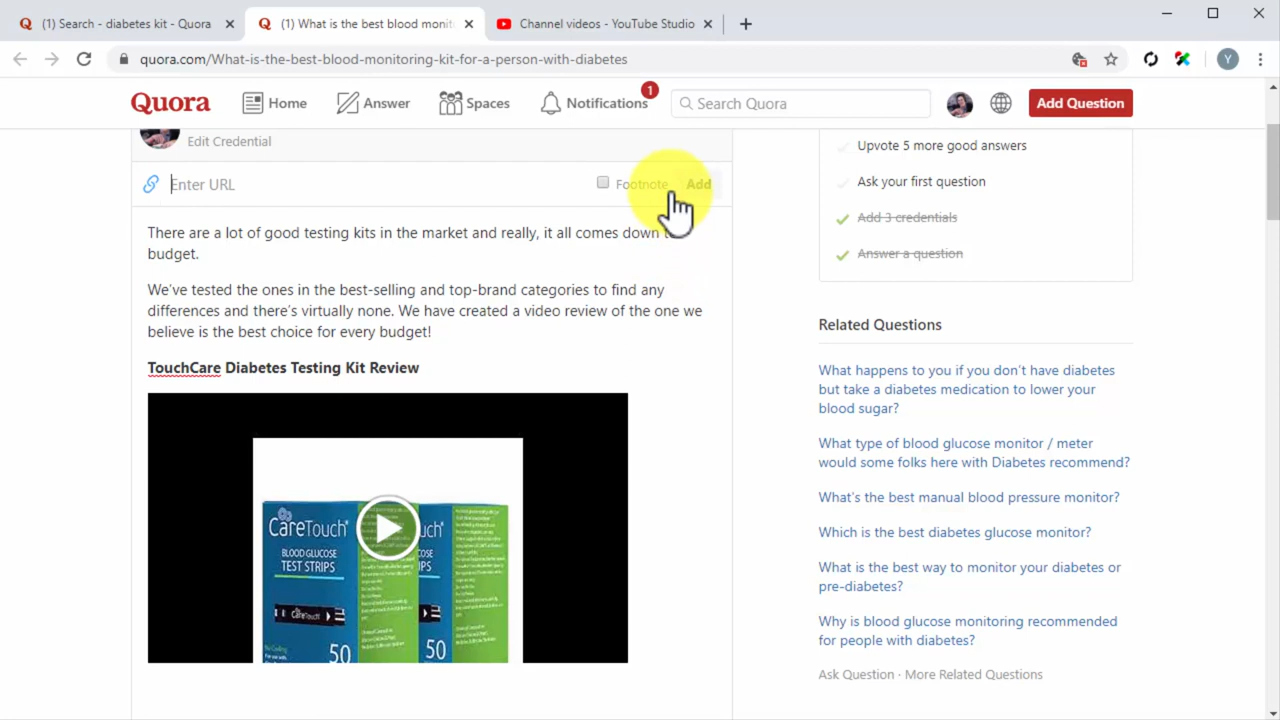 (1) Search - diabetes kit - Quora
(1) What is the best blood monit
Channel videos - YouTube Studio
quora.com/What-is-the-best-blood-monitoring-kit-for-a-person-with-diabetes
Y
Quora
Home
Answer
Spaces
Notifications
1
Search Quora
Add Question
Edit Credential
Enter URL
Footnote
Add
There are a lot of good testing kits in the market and really, it all comes down
budget.
We've tested the ones in the best-selling and top-brand categories to find any
differences and there's virtually none. We have created a video review of the one we
believe is the best choice for every budget!
TouchCare Diabetes Testing Kit Review
CareTouch
BLOOD GLUCOSE
TEST STRIPS
CareTouch
50
ouch
50
Upvote 5 more good answers
Ask your first question
Add 3 credentials
Answer a question
Related Questions
What happens to you if you don't have diabetes
but take a diabetes medication to lower your
blood sugar?
What type of blood glucose monitor / meter
would some folks here with Diabetes recommend?
What's the best manual blood pressure monitor?
Which is the best diabetes glucose monitor?
What is the best way to monitor your diabetes or
pre-diabetes?
Why is blood glucose monitoring recommended
for people with diabetes?
Ask Question · More Related Questions